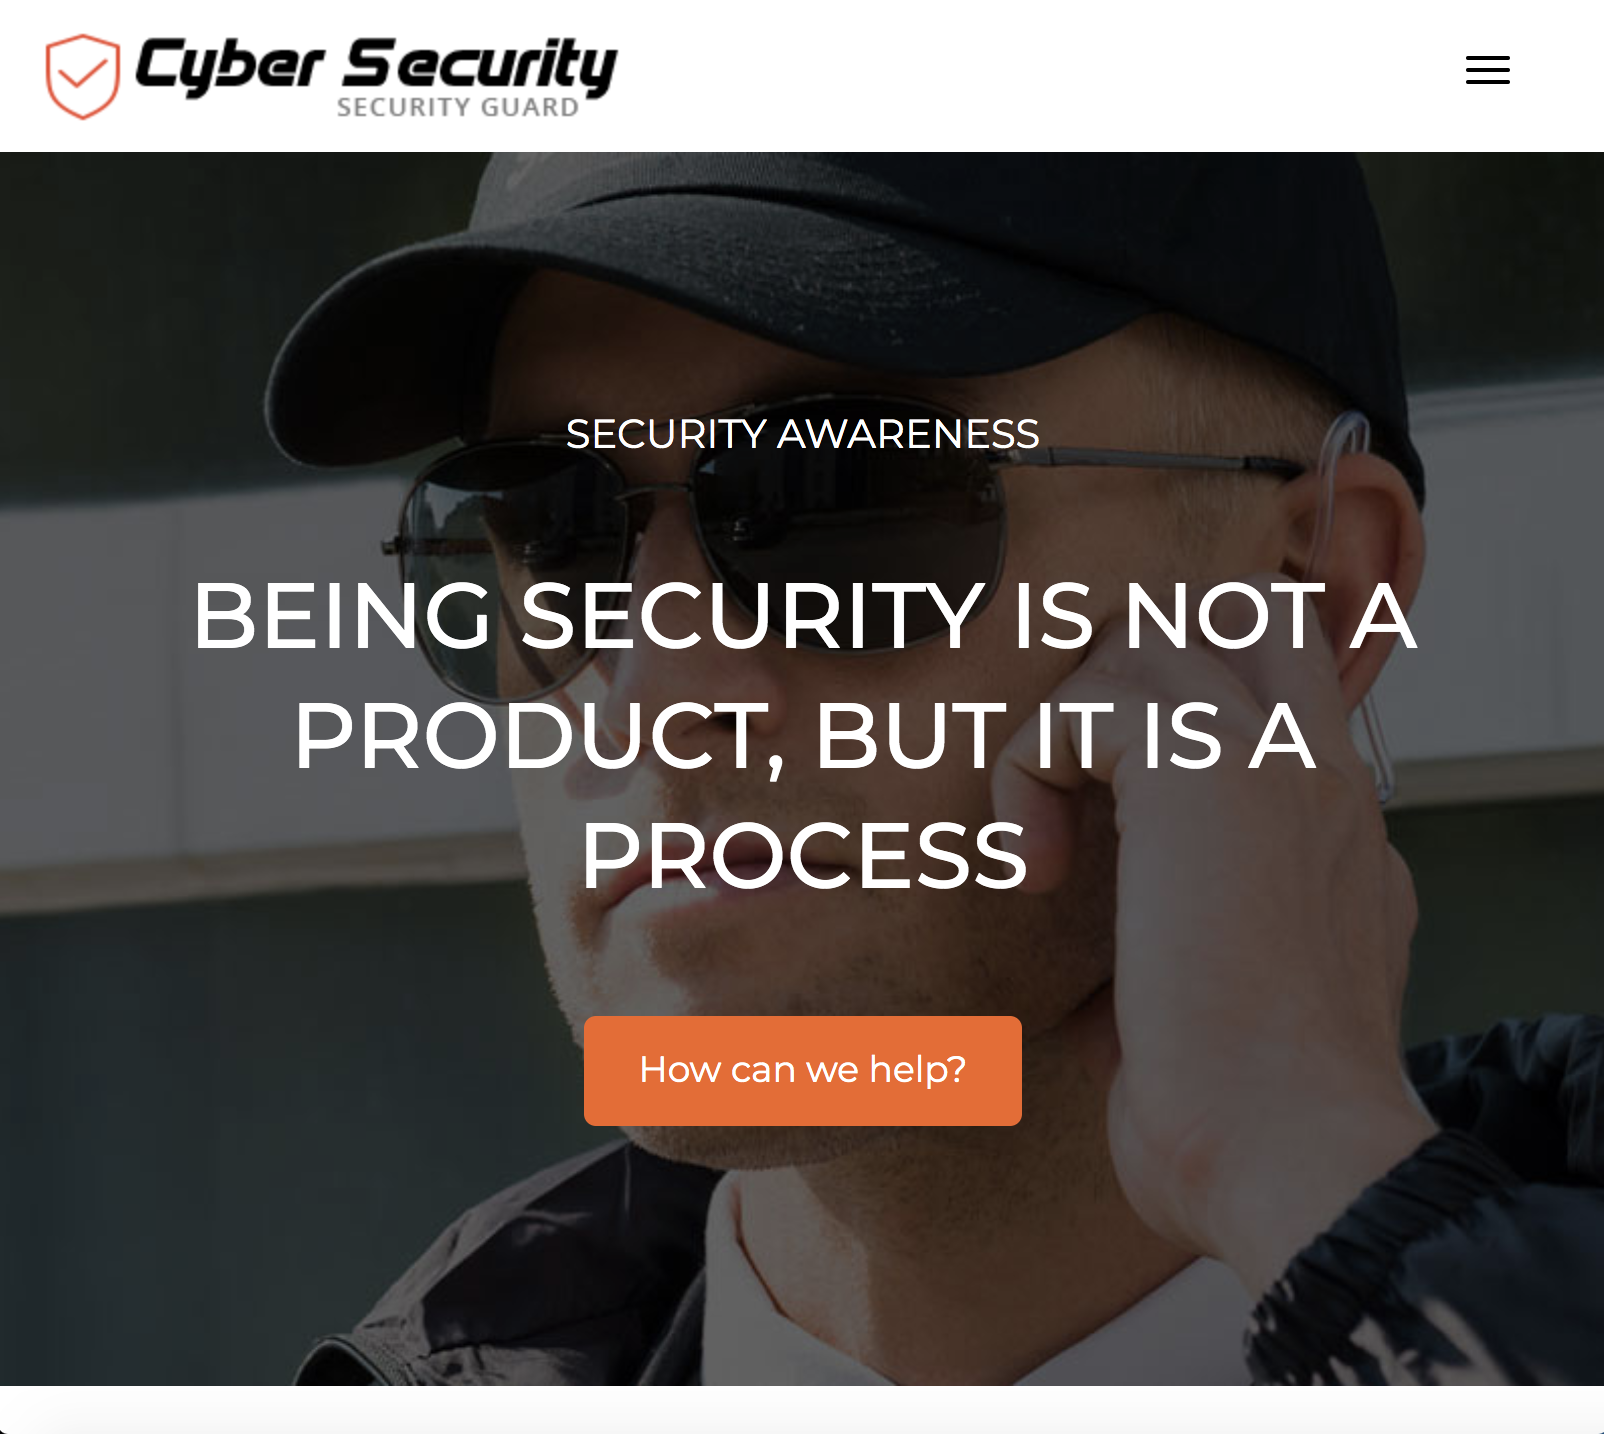 Cyber Security
SECURITY GUARD
SECURITY AWARENESS
BEING SECURITY IS NOT A
PRODUCT, BUT IT IS A
PROCESS
How can we help?